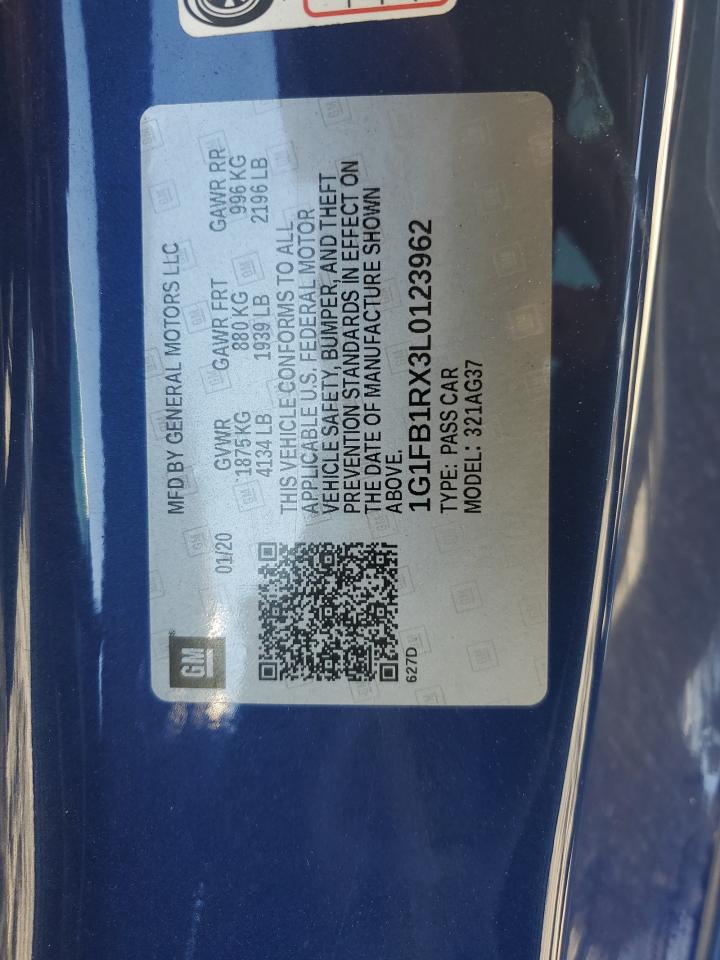 GM
MFD BY GENERAL MOTORS LLC
01/20
GVWR GAWR FRT GAWR RR
1875 KG 880 KG 996 KG
4134 LB 1939 LB 2196 LB
THIS VEHICLE CONFORMS TO ALL
APPLICABLE U.S. FEDERAL MOTOR
VEHICLE SAFETY, BUMPER, AND THEFT
PREVENTION STANDARDS IN EFFECT ON
THE DATE OF MANUFACTURE SHOWN
ABOVE.
1G1FB1RX3L0123962
TYPE: PASS CAR
MODEL: 321AG37
627D